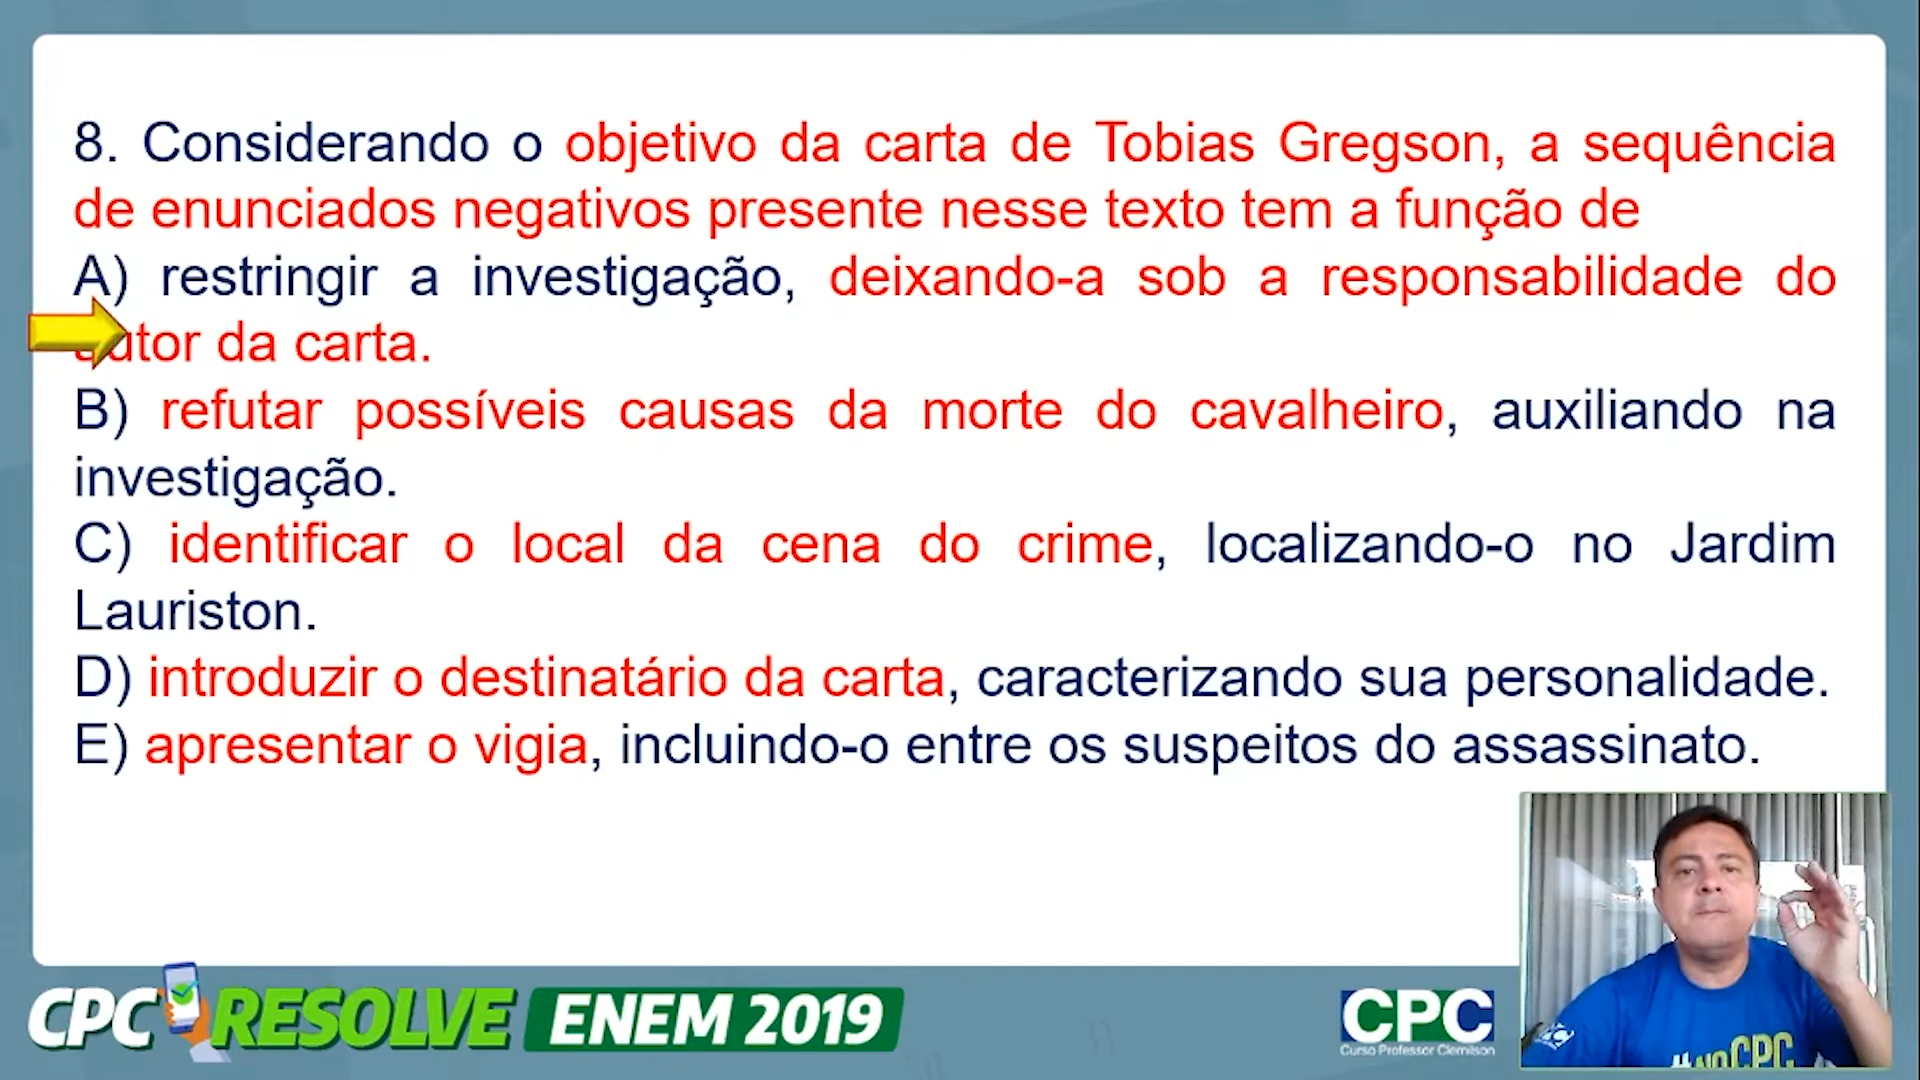 8. Considerando o objetivo da carta de Tobias Gregson, a sequência
de enunciados negativos presente nesse texto tem a função de
A) restringir a investigação, deixando-a sob a responsabilidade do
autor da carta.
B) refutar possíveis causas da morte do cavalheiro, auxiliando na
investigação.
C) identificar o local da cena do crime, localizando-o no Jardim
Lauriston.
D) introduzir o destinatário da carta, caracterizando sua personalidade.
E) apresentar o vigia, incluindo-o entre os suspeitos do assassinato.
CPC RESOLVE ENEM 2019
CPC
Curso Professor Clemilson
#noCPC